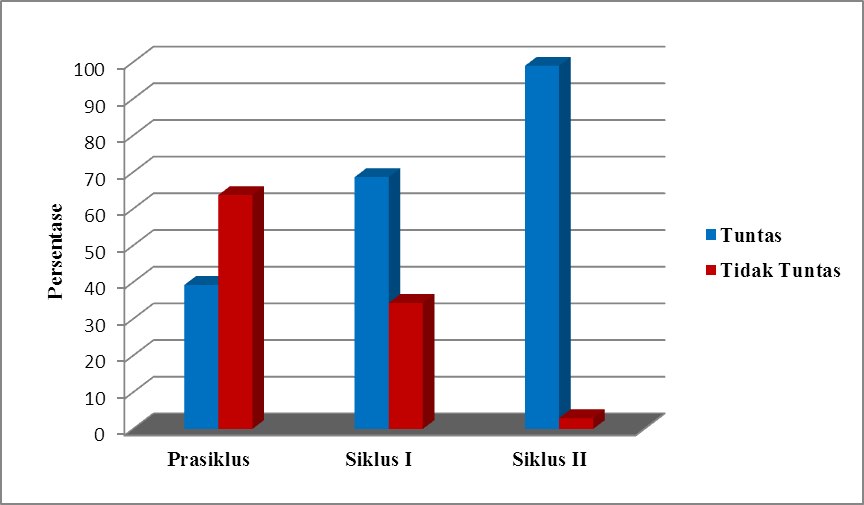 100
90
80
70
60
50
40
30
20
10
0
Persentase
Prasiklus
Siklus I
Siklus II
Tuntas
Tidak Tuntas